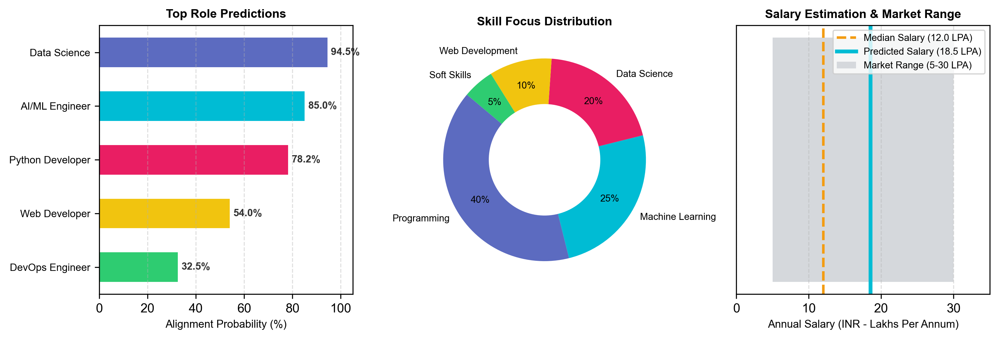 Top Role Predictions
Data Science
94.5%
AI/ML Engineer
85.0%
Python Developer
78.2%
Web Developer
54.0%
DevOps Engineer
32.5%
0 20 40 60 80 100
Alignment Probability (%)
Skill Focus Distribution
Web Development
Soft Skills
Data Science
10%
5%
20%
40%
25%
Programming
Machine Learning
Salary Estimation & Market Range
Median Salary (12.0 LPA)
Predicted Salary (18.5 LPA)
Market Range (5-30 LPA)
0 10 20 30
Annual Salary (INR - Lakhs Per Annum)